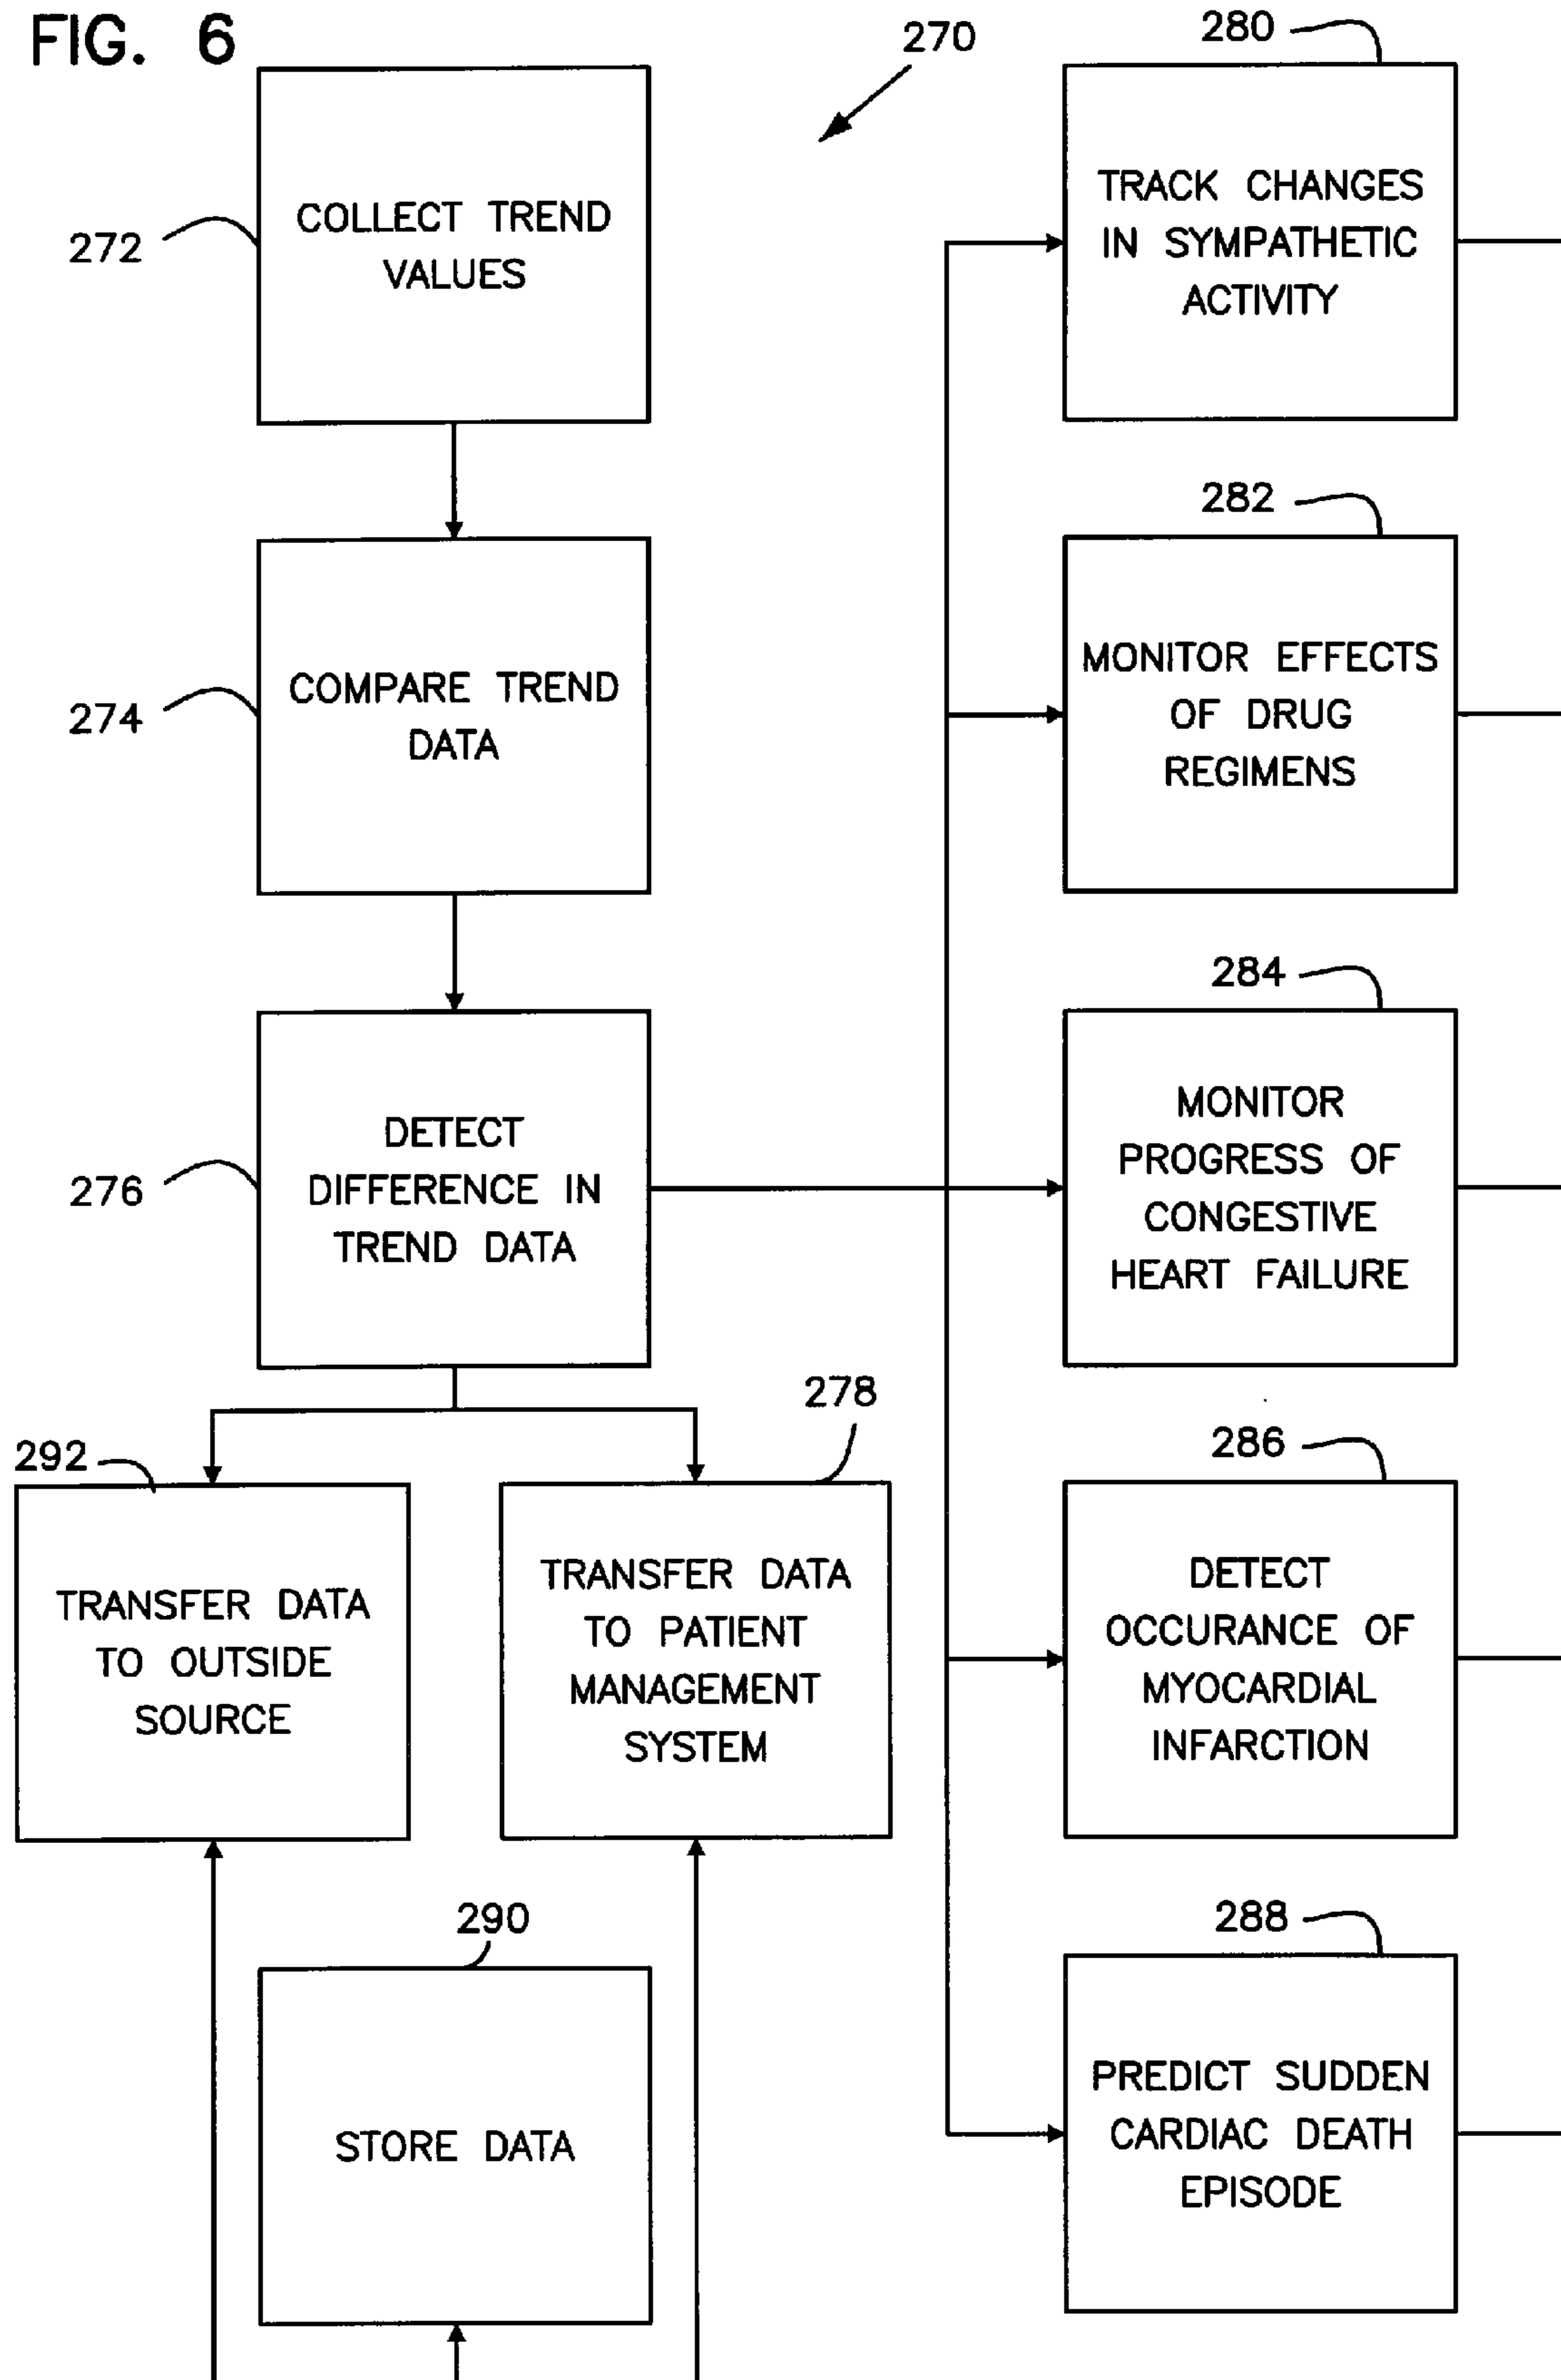 FIG. 6
270
272
COLLECT TREND
VALUES
274
COMPARE TREND
DATA
276
DETECT
DIFFERENCE IN
TREND DATA
292
TRANSFER DATA
TO OUTSIDE
SOURCE
278
TRANSFER DATA
TO PATIENT
MANAGEMENT
SYSTEM
290
STORE DATA
280
TRACK CHANGES
IN SYMPATHETIC
ACTIVITY
282
MONITOR EFFECTS
OF DRUG
REGIMENS
284
MONITOR
PROGRESS OF
CONGESTIVE
HEART FAILURE
286
DETECT
OCCURANCE OF
MYOCARDIAL
INFARCTION
288
PREDICT SUDDEN
CARDIAC DEATH
EPISODE